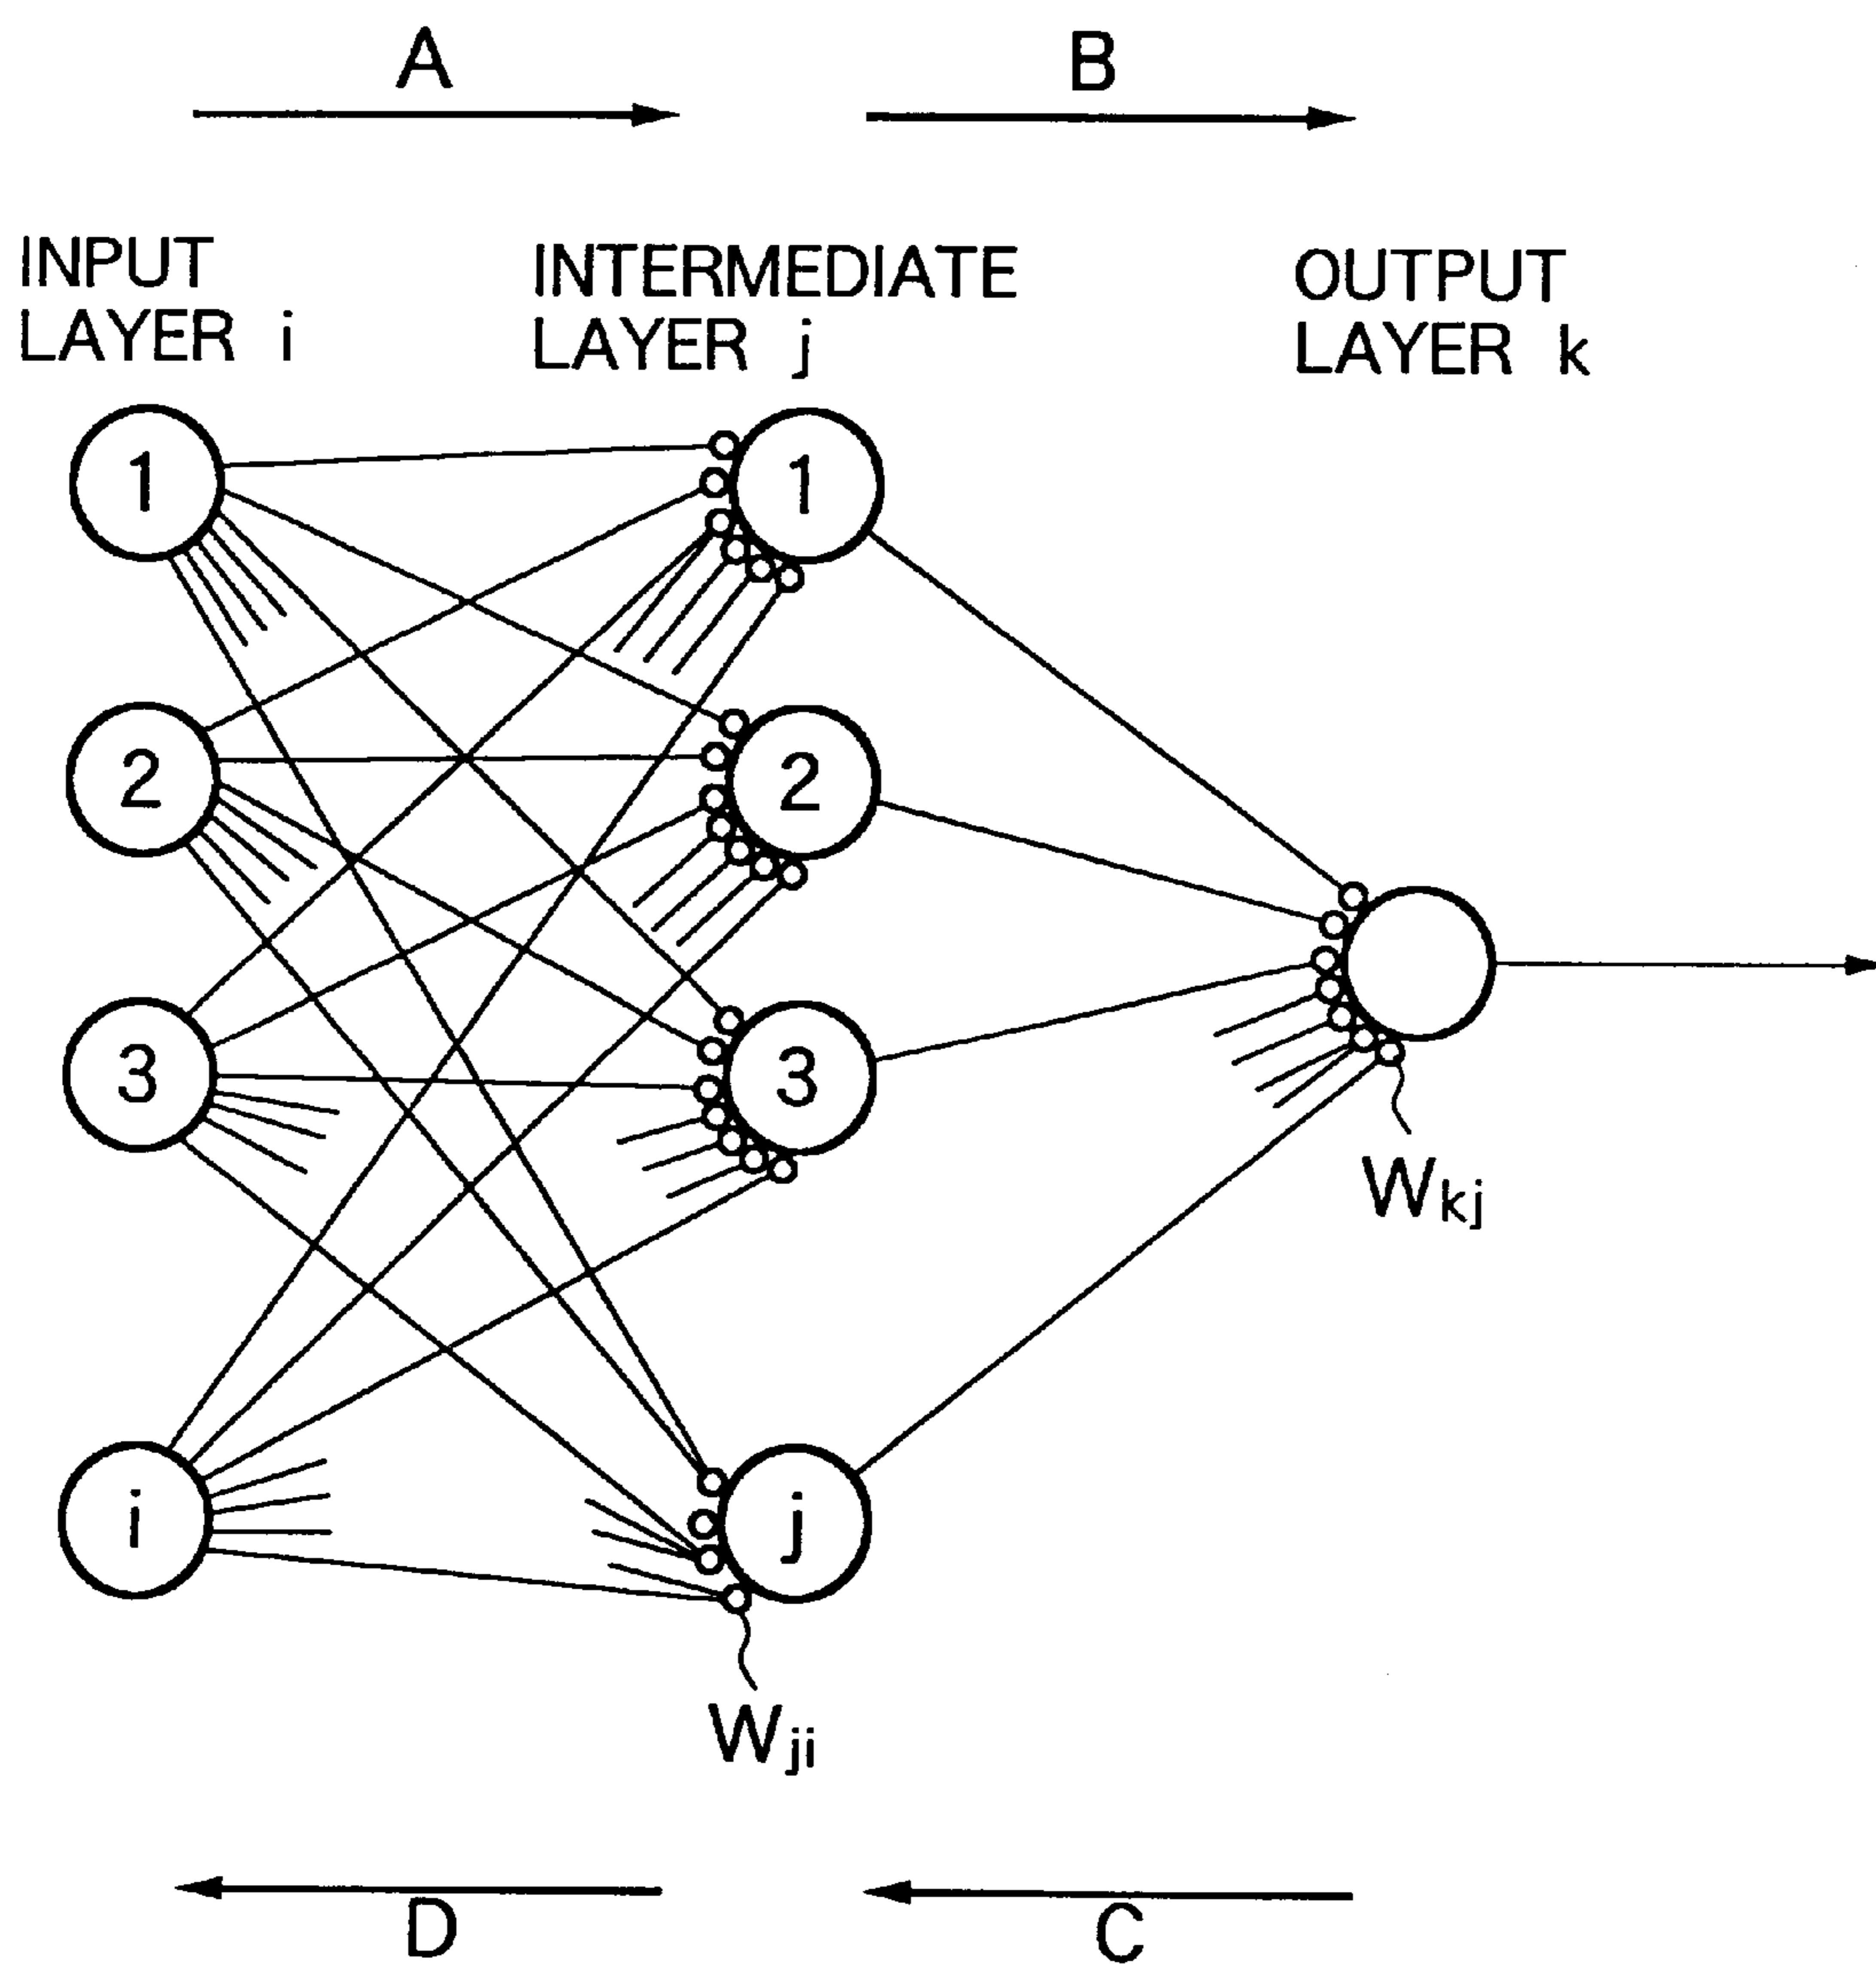 A
B
INPUT
LAYER i
INTERMEDIATE
LAYER j
OUTPUT
LAYER k
1
1
2
2
3
3
i
j
Wkj
Wji
D
C